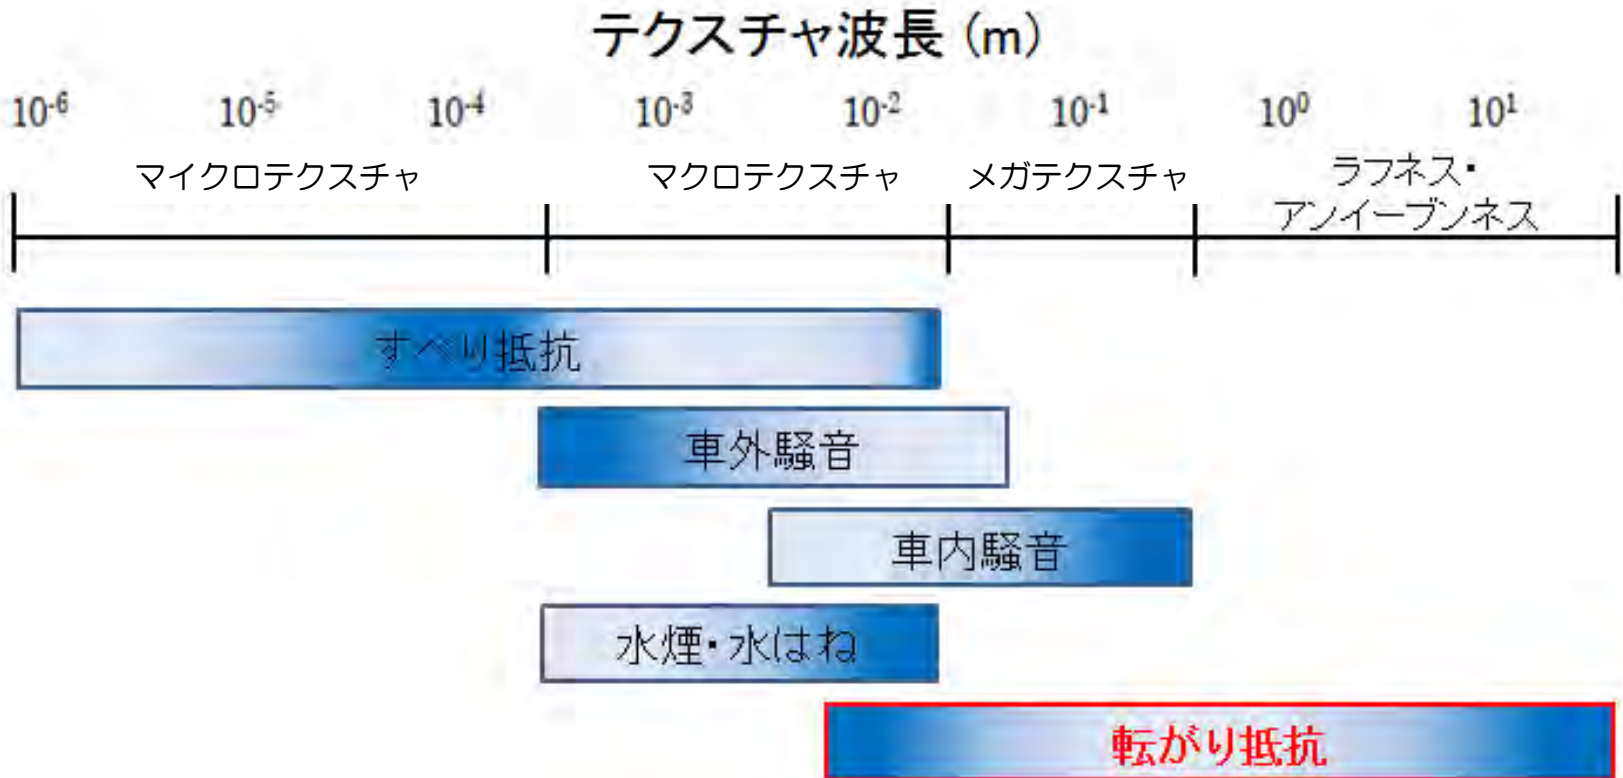 テクスチャ波長 (m)
10⁻⁶ 10⁻⁵ 10⁻⁴ 10⁻³ 10⁻² 10⁻¹ 10⁰ 10¹
マイクロテクスチャ マクロテクスチャ メガテクスチャ ラフネス・
アンイーブンネス
すべり抵抗
車外騒音
車内騒音
水煙・水はね
転がり抵抗